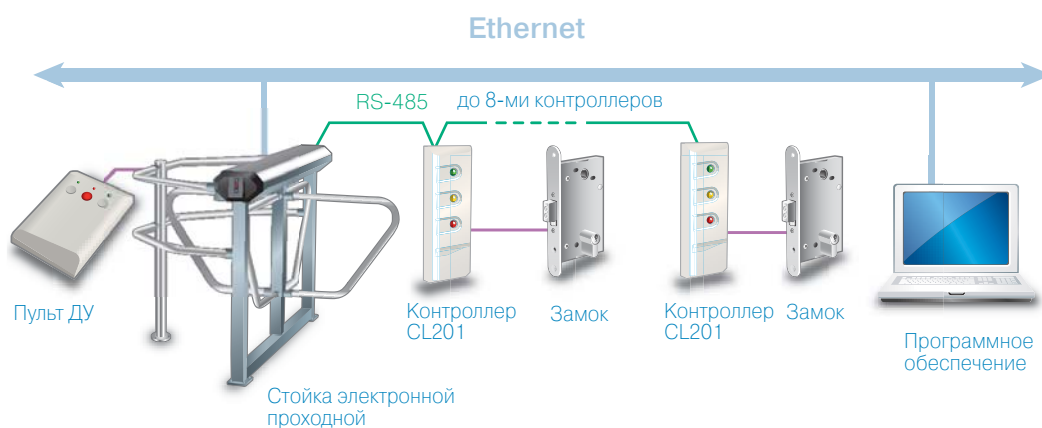 Ethernet
RS-485
до 8-ми контроллеров
Пульт ДУ
Контроллер
CL201
Замок
Контроллер
CL201
Замок
Программное
обеспечение
Стойка электронной
проходной